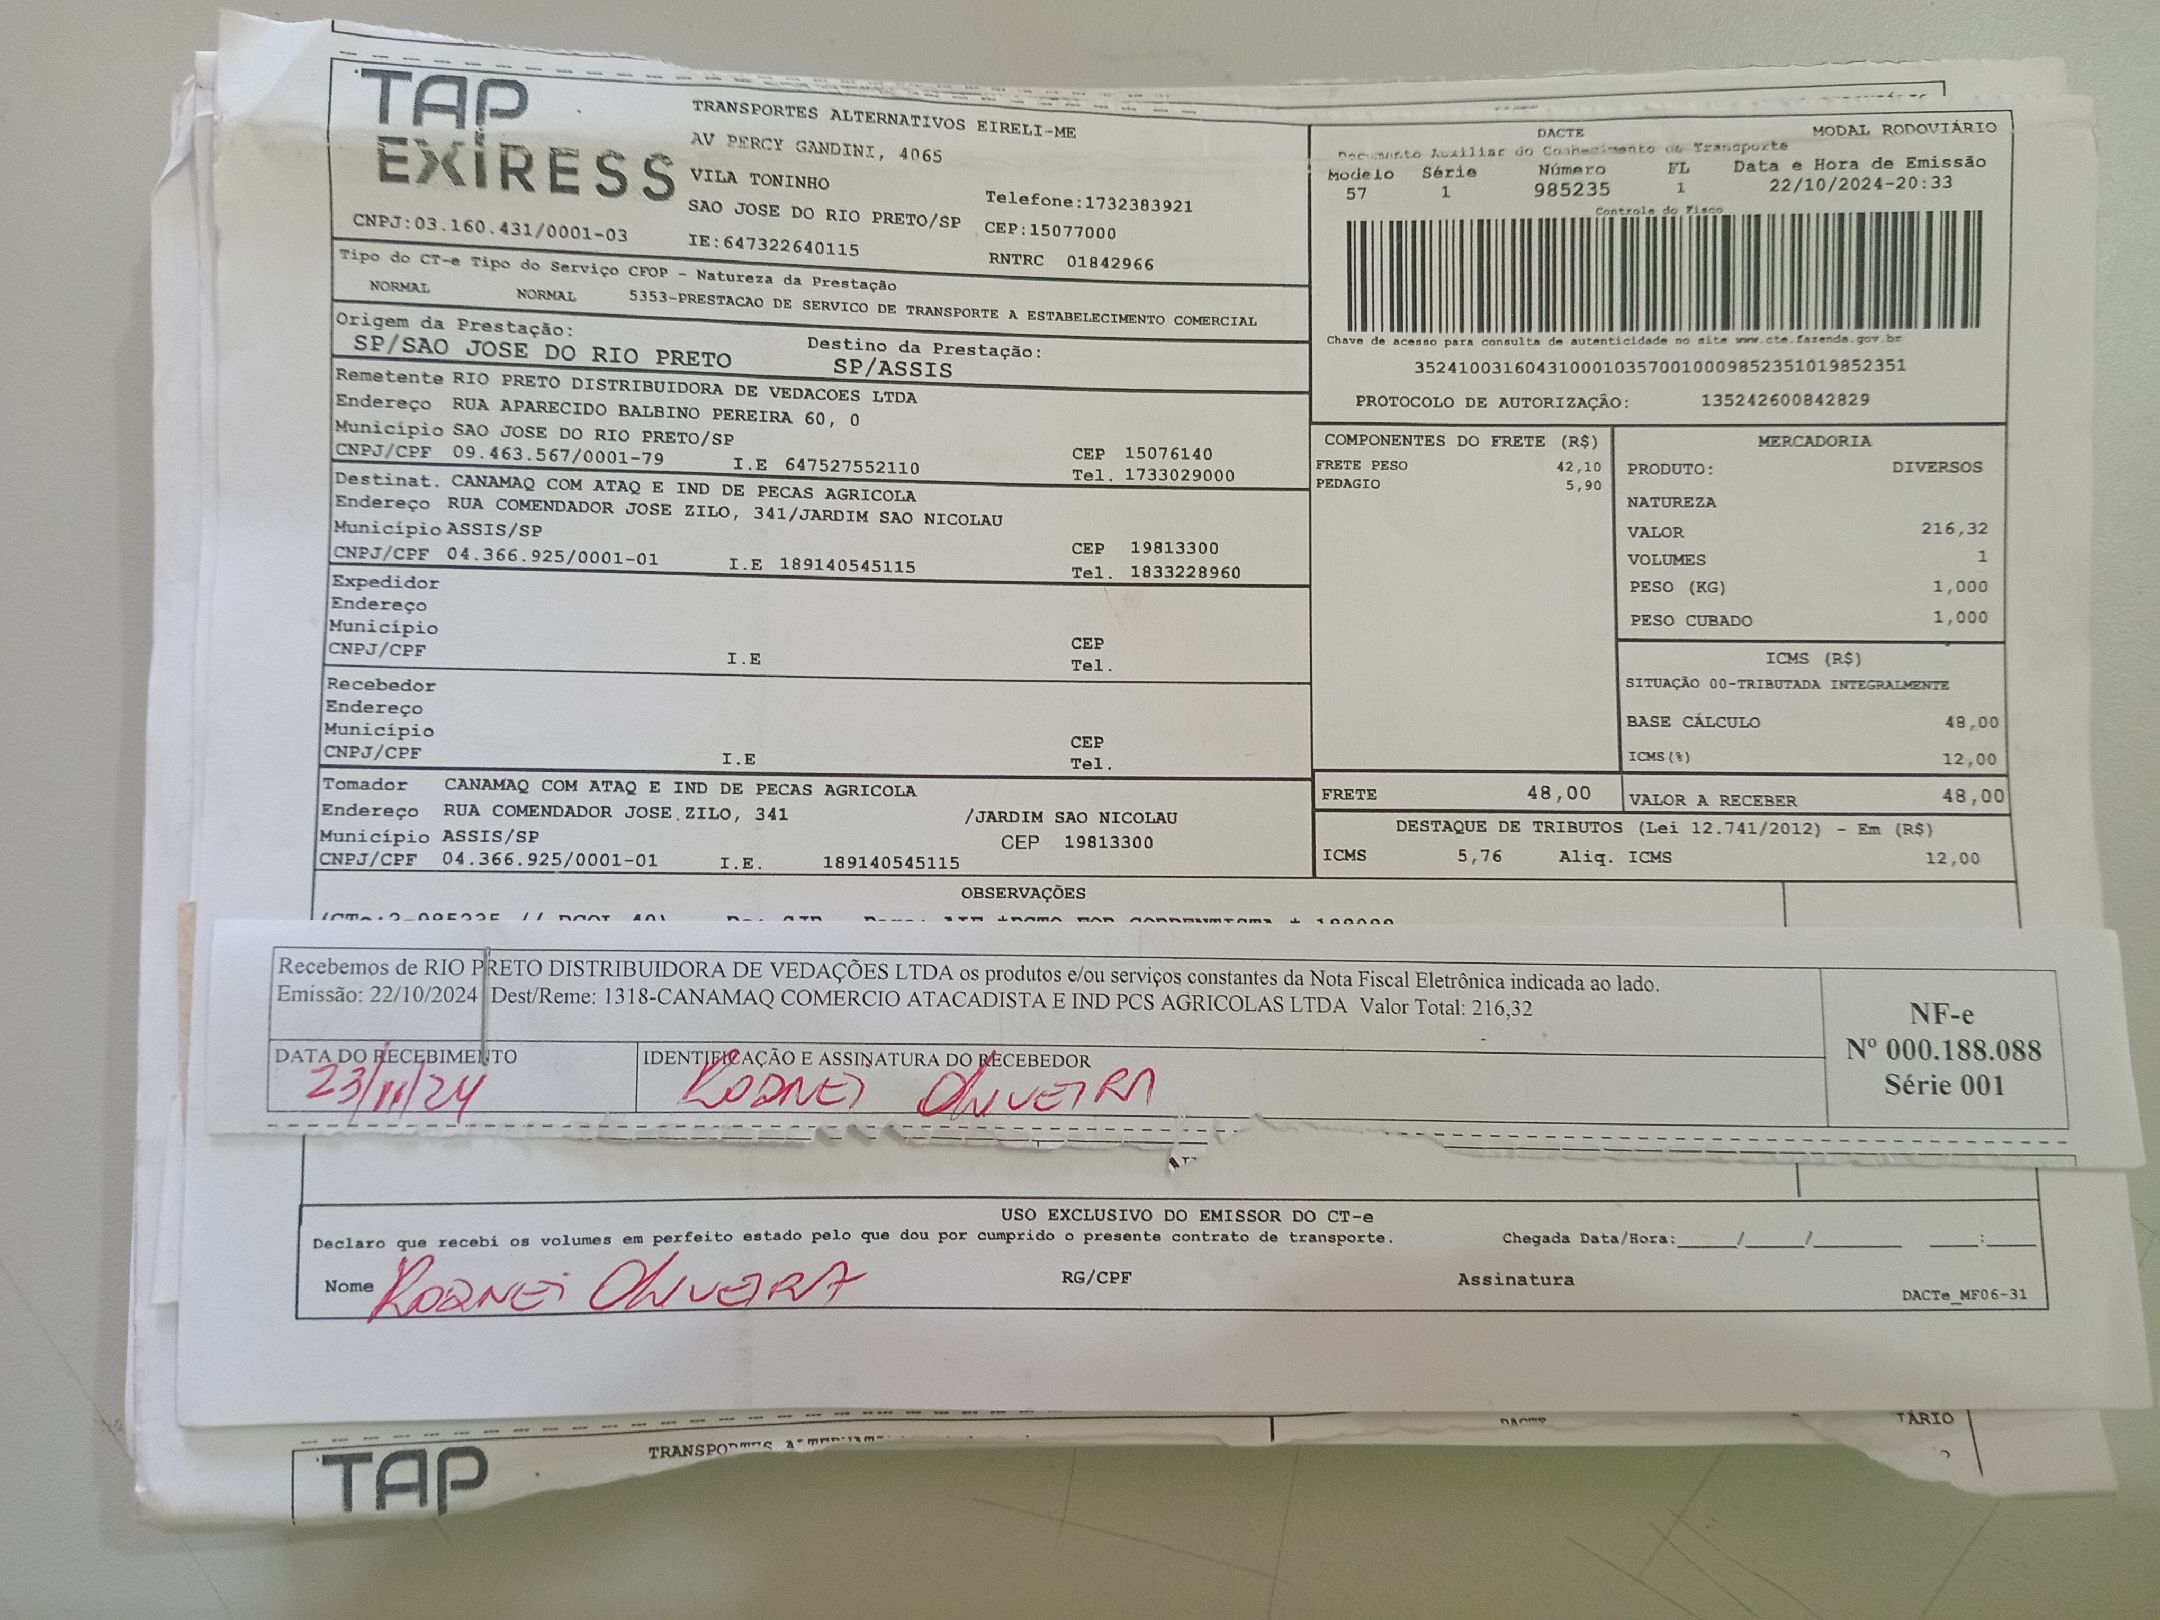 TAP
EXIRESS
TRANSPORTES ALTERNATIVOS EIRELI-ME
AV PERCY GANDINI, 4065
VILA TONINHO
SAO JOSE DO RIO PRETO/SP
Telefone:1732383921
CEP:15077000
CNPJ:03.160.431/0001-03
IE:647322640115
RNTRC 01842966
Tipo do CT-e Tipo do Serviço CFOP - Natureza da Prestação
NORMAL NORMAL 5353-PRESTACAO DE SERVICO DE TRANSPORTE A ESTABELECIMENTO COMERCIAL
Origem da Prestação: Destino da Prestação:
SP/SAO JOSE DO RIO PRETO SP/ASSIS
Remetente RIO PRETO DISTRIBUIDORA DE VEDACOES LTDA
Endereço RUA APARECIDO BALBINO PEREIRA 60, 0
Município SAO JOSE DO RIO PRETO/SP CEP 15076140
CNPJ/CPF 09.463.567/0001-79 I.E 647527552110 Tel. 1733029000
Destinat. CANAMAQ COM ATAQ E IND DE PECAS AGRICOLA
Endereço RUA COMENDADOR JOSE ZILO, 341/JARDIM SAO NICOLAU
Município ASSIS/SP CEP 19813300
CNPJ/CPF 04.366.925/0001-01 I.E 189140545115 Tel. 1833228960
Expedidor
Endereço
Município CEP
CNPJ/CPF I.E Tel.
Recebedor
Endereço
Município CEP
CNPJ/CPF I.E Tel.
Tomador CANAMAQ COM ATAQ E IND DE PECAS AGRICOLA
Endereço RUA COMENDADOR JOSE ZILO, 341 /JARDIM SAO NICOLAU
Município ASSIS/SP CEP 19813300
CNPJ/CPF 04.366.925/0001-01 I.E. 189140545115
DACTE MODAL RODOVIÁRIO
Documento Auxiliar do Conhecimento de Transporte
Modelo Série Número FL Data e Hora de Emissão
57 1 985235 1 22/10/2024-20:33
Controle do Fisco
Chave de acesso para consulta de autenticidade no site www.cte.fazenda.gov.br
35241003160431000103570010009852351019852351
PROTOCOLO DE AUTORIZAÇÃO: 135242600842829
COMPONENTES DO FRETE (R$)
FRETE PESO 42,10
PEDAGIO 5,90
MERCADORIA
PRODUTO: DIVERSOS
NATUREZA
VALOR 216,32
VOLUMES 1
PESO (KG) 1,000
PESO CUBADO 1,000
ICMS (R$)
SITUAÇÃO 00-TRIBUTADA INTEGRALMENTE
BASE CÁLCULO 48,00
ICMS(%) 12,00
FRETE 48,00 VALOR A RECEBER 48,00
DESTAQUE DE TRIBUTOS (Lei 12.741/2012) - Em (R$)
ICMS 5,76 Aliq. ICMS 12,00
OBSERVAÇÕES
Recebemos de RIO PRETO DISTRIBUIDORA DE VEDAÇÕES LTDA os produtos e/ou serviços constantes da Nota Fiscal Eletrônica indicada ao lado.
Emissão: 22/10/2024 Dest/Reme: 1318-CANAMAQ COMERCIO ATACADISTA E IND PCS AGRICOLAS LTDA Valor Total: 216,32
DATA DO RECEBIMENTO IDENTIFICAÇÃO E ASSINATURA DO RECEBEDOR
23/11/24 RODNEI OLIVEIRA
NF-e
Nº 000.188.088
Série 001
USO EXCLUSIVO DO EMISSOR DO CT-e
Declaro que recebi os volumes em perfeito estado pelo que dou por cumprido o presente contrato de transporte. Chegada Data/Hora:____/____/______ ___:___
Nome RODNEI OLIVEIRA RG/CPF Assinatura
DACTe_MF06-31
TAP
TÁRIO